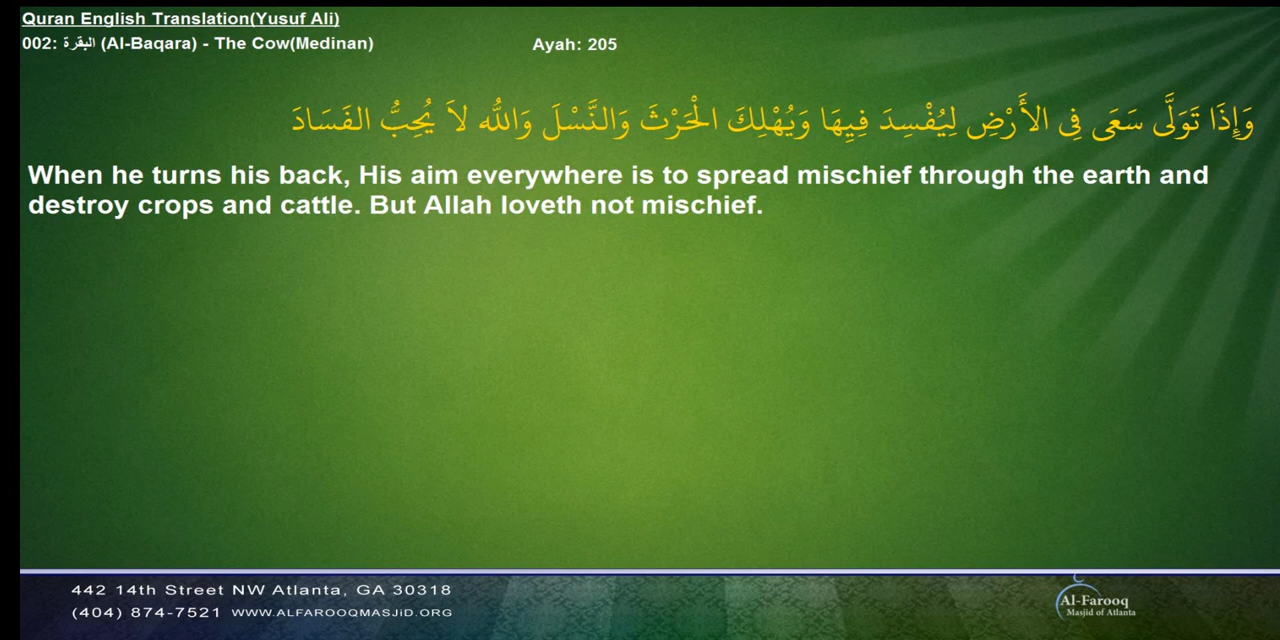 Quran English Translation(Yusuf Ali)
002: البقرة (Al-Baqara) - The Cow(Medinan) Ayah: 205
وَإِذَا تَوَلَّى سَعَى فِي الأَرْضِ لِيُفْسِدَ فِيِهَا وَيُهْلِكَ الْحَرْثَ وَالنَّسْلَ وَاللّهُ لاَ يُحِبُّ الفَسَادَ
When he turns his back, His aim everywhere is to spread mischief through the earth and
destroy crops and cattle. But Allah loveth not mischief.
442 14th Street NW Atlanta, GA 30318
(404) 874-7521 WWW.ALFAROOQMASJiD.ORG
Al-Farooq
Masjid of Atlanta